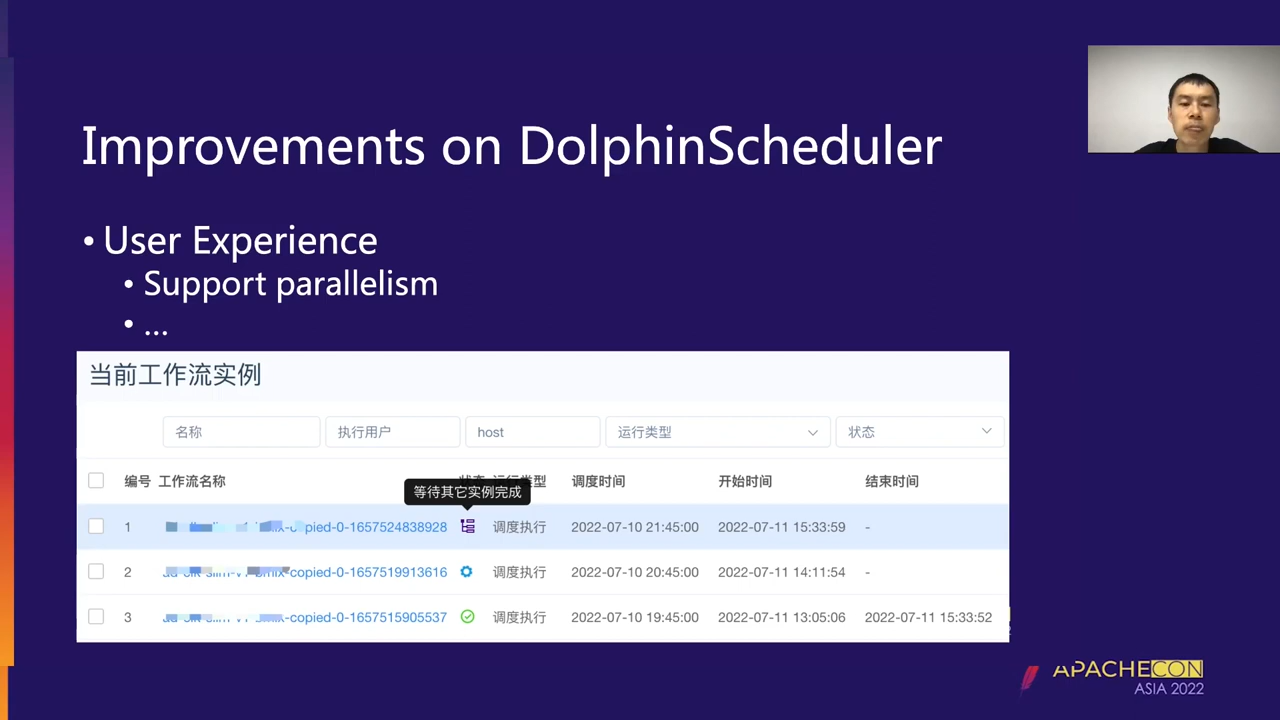 Improvements on DolphinScheduler
• User Experience
• Support parallelism
• ...
当前工作流实例
名称 执行用户 host 运行类型 状态
编号 工作流名称 型 调度时间 开始时间 结束时间
等待其它实例完成
1 copied-0-1657524838928 调度执行 2022-07-10 21:45:00 2022-07-11 15:33:59 -
2 copied-0-1657519913616 调度执行 2022-07-10 20:45:00 2022-07-11 14:11:54 -
3 copied-0-1657515905537 调度执行 2022-07-10 19:45:00 2022-07-11 13:05:06 2022-07-11 15:33:52
APACHECON
ASIA 2022